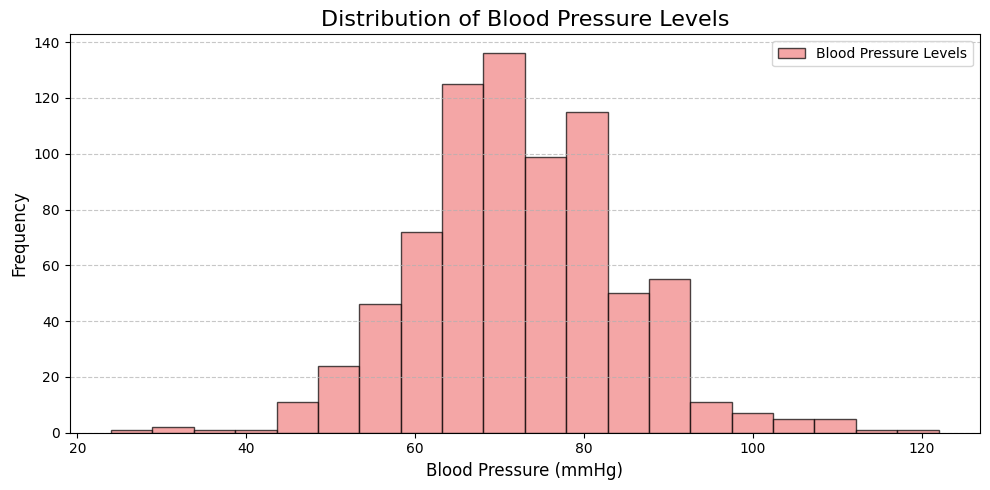 Distribution of Blood Pressure Levels
Blood Pressure Levels
Frequency
140
120
100
80
60
40
20
0
20 40 60 80 100 120
Blood Pressure (mmHg)